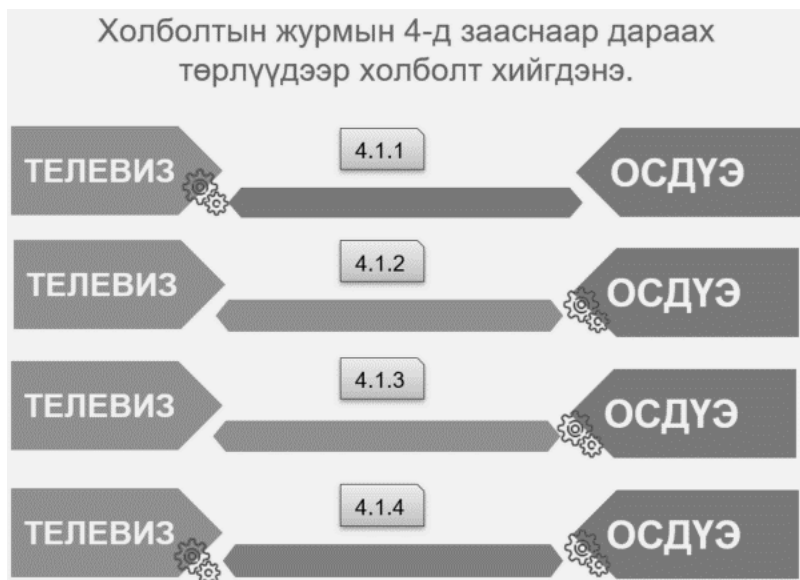 Холболтын журмын 4-д зааснаар дараах
төрлүүдээр холболт хийгдэнэ.
ТЕЛЕВИЗ 4.1.1 ОСДҮЭ
ТЕЛЕВИЗ 4.1.2 ОСДҮЭ
ТЕЛЕВИЗ 4.1.3 ОСДҮЭ
ТЕЛЕВИЗ 4.1.4 ОСДҮЭ